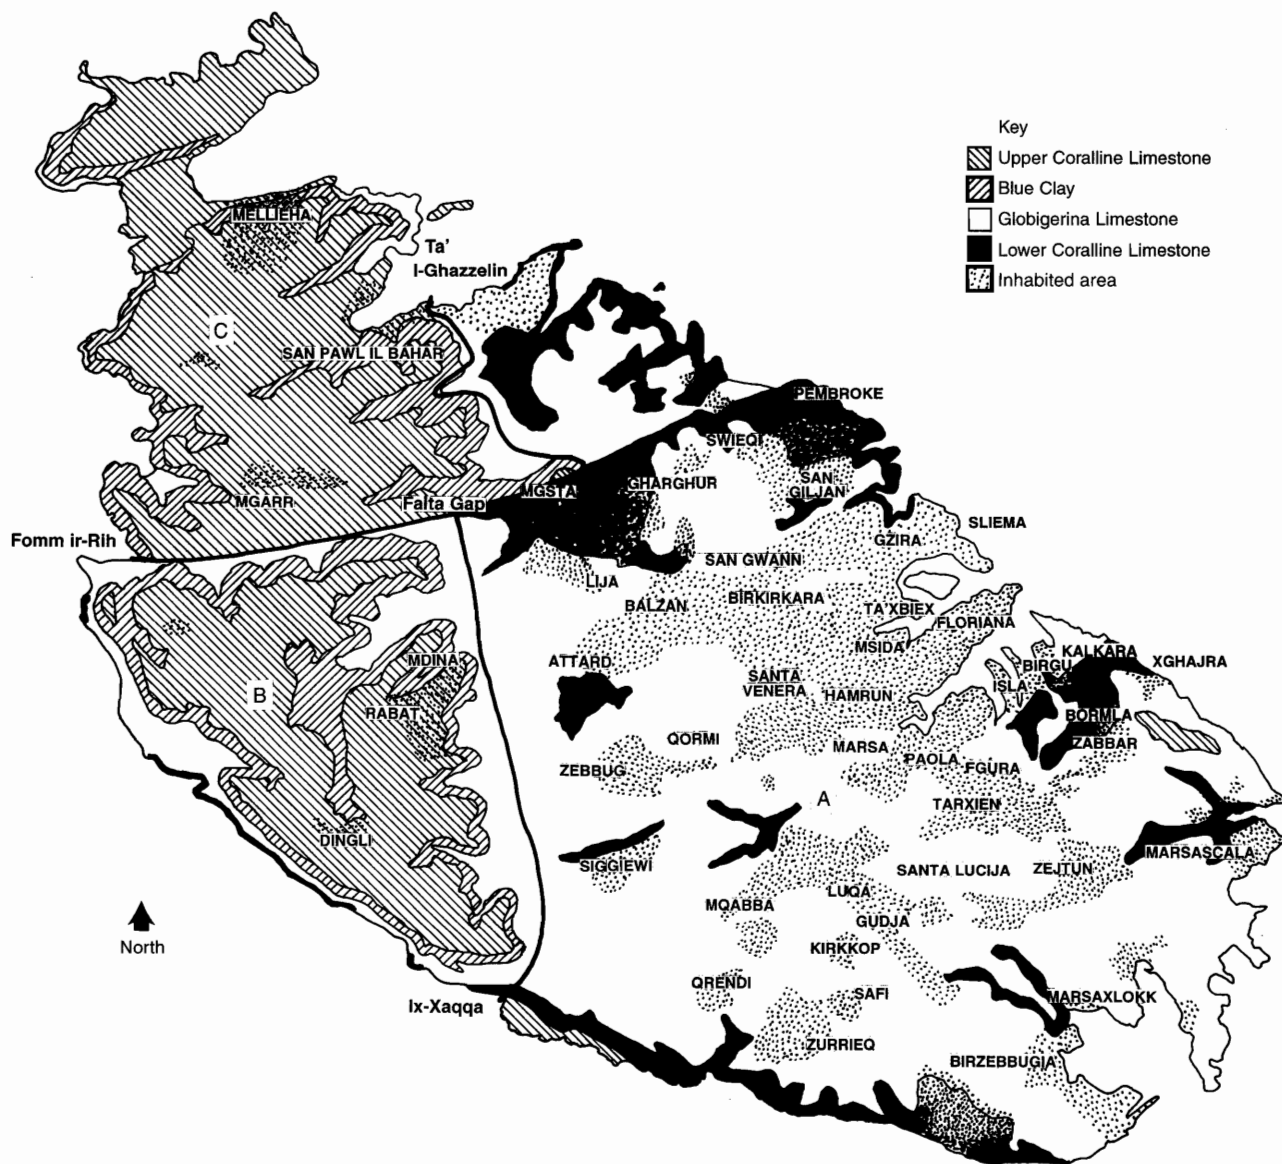 Key
Upper Coralline Limestone
Blue Clay
Globigerina Limestone
Lower Coralline Limestone
Inhabited area
MELLIEHA
Ta'
l-Ghazzelin
C
SAN PAWL IL BAHAR
PEMBROKE
SWIEQI
GHARGHUR
SAN
GILJAN
MGSTA
MGARR
Falta Gap
Fomm ir-Rih
SLIEMA
GZIRA
SAN GWANN
LIJA
BALZAN
BIRKIRKARA
TA'XBIEX
FLORIANA
MSIDA
MDINA
ATTARD
KALKARA
BIRGU
XGHAJRA
B
RABAT
SANTA
VENERA
HAMRUN
ISLA
BORMLA
QORMI
MARSA
PAOLA
ZABBAR
ZEBBUG
FGURA
A
TARXIEN
DINGLI
SIGGIEWI
MARSASCALA
SANTA LUCIJA
ZEJTUN
LUQA
MQABBA
GUDJA
North
KIRKKOP
QRENDI
SAFI
MARSAXLOKK
Ix-Xaqqa
ZURRIEQ
BIRZEBBUGIA